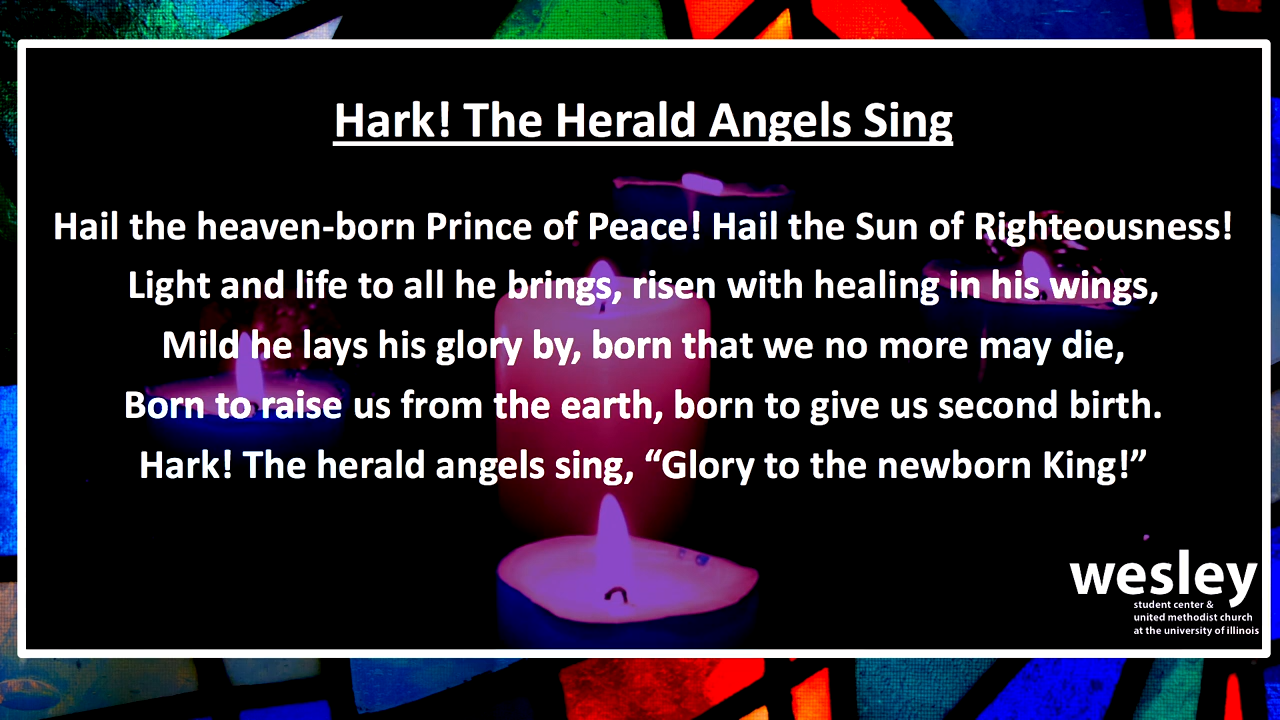 Hark! The Herald Angels Sing
Hail the heaven-born Prince of Peace! Hail the Sun of Righteousness!
Light and life to all he brings, risen with healing in his wings,
Mild he lays his glory by, born that we no more may die,
Born to raise us from the earth, born to give us second birth.
Hark! The herald angels sing, “Glory to the newborn King!”
wesley
student center &
united methodist church
at the university of illinois